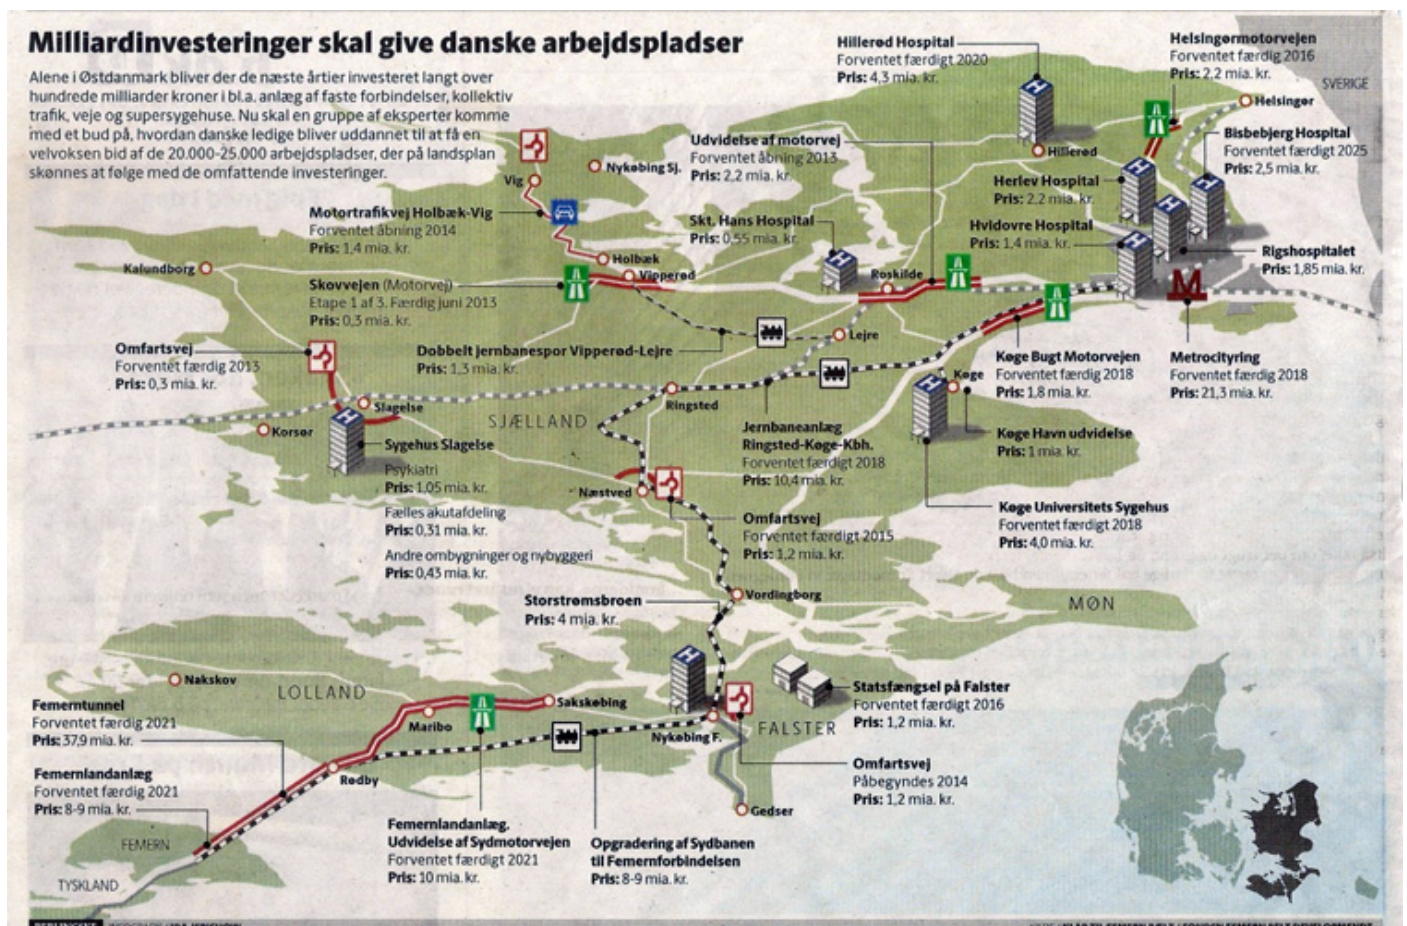 Milliardinvesteringer skal give danske arbejdspladser
Alene i Østdanmark bliver der de næste årtier investeret langt over
hundrede milliarder kroner i bl.a. anlæg af faste forbindelser, kollektiv
trafik, veje og supersygehuse. Nu skal en gruppe af eksperter komme
med et bud på, hvordan danske ledige bliver uddannet til at få en
velvoksen bid af de 20.000-25.000 arbejdspladser, der på landsplan
skønnes at følge med de omfattende investeringer.
Hillerød Hospital
Forventet færdigt 2020
Pris: 4,3 mia. kr.
Helsingørmotorvejen
Forventet færdig 2016
Pris: 2,2 mia. kr.
SVERIGE
Helsingør
Bisbebjerg Hospital
Forventet færdigt 2025
Pris: 2,5 mia. kr.
Hillerød
Udvidelse af motorvej
Forventet åbning 2013
Pris: 2,2 mia. kr.
Nykøbing Sj.
Vig
Herlev Hospital
Pris: 2,2 mia. kr.
Motortrafikvej Holbæk-Vig
Forventet åbning 2014
Pris: 1,4 mia. kr.
Skt. Hans Hospital
Pris: 0,55 mia. kr.
Hvidovre Hospital
Pris: 1,4 mia. kr.
Rigshospitalet
Pris: 1,85 mia. kr.
Kalundborg
Holbæk
Vipperød
Roskilde
Skovvejen (Motorvej)
Etape 1 af 3. Færdig juni 2013
Pris: 0,3 mia. kr.
M
Lejre
Omfartsvej
Forventet færdig 2013
Pris: 0,3 mia. kr.
Dobbelt jernbanespor Vipperød-Lejre
Pris: 1,3 mia. kr.
Køge Bugt Motorvejen
Forventet færdig 2018
Pris: 1,8 mia. kr.
Metrocityring
Forventet færdig 2018
Pris: 21,3 mia. kr.
Køge
Slagelse
Ringsted
SJÆLLAND
Korsør
Jernbaneanlæg
Ringsted-Køge-Kbh.
Forventet færdigt 2018
Pris: 10,4 mia. kr.
Køge Havn udvidelse
Pris: 1 mia. kr.
Sygehus Slagelse
Psykiatri
Pris: 1,05 mia. kr.
Fælles akutafdeling
Pris: 0,31 mia. kr.
Andre ombygninger og nybyggeri
Pris: 0,43 mia. kr.
Næstved
Omfartsvej
Forventet færdigt 2015
Pris: 1,2 mia. kr.
Køge Universitets Sygehus
Forventet færdigt 2018
Pris: 4,0 mia. kr.
Storstrømsbroen
Pris: 4 mia. kr.
Vordingborg
MØN
Nakskov
LOLLAND
Sakskøbing
Maribo
Nykøbing F.
FALSTER
Statsfængsel på Falster
Forventet færdigt 2016
Pris: 1,2 mia. kr.
Femerntunnel
Forventet færdig 2021
Pris: 37,9 mia. kr.
Rødby
Femernlandanlæg
Forventet færdigt 2021
Pris: 8-9 mia. kr.
Omfartsvej
Påbegyndes 2014
Pris: 1,2 mia. kr.
Gedser
FEMERN
TYSKLAND
Femernlandanlæg.
Udvidelse af Sydmotorvejen
Forventet færdigt 2021
Pris: 10 mia. kr.
Opgradering af Sydbanen
til Femernforbindelsen
Pris: 8-9 mia. kr.